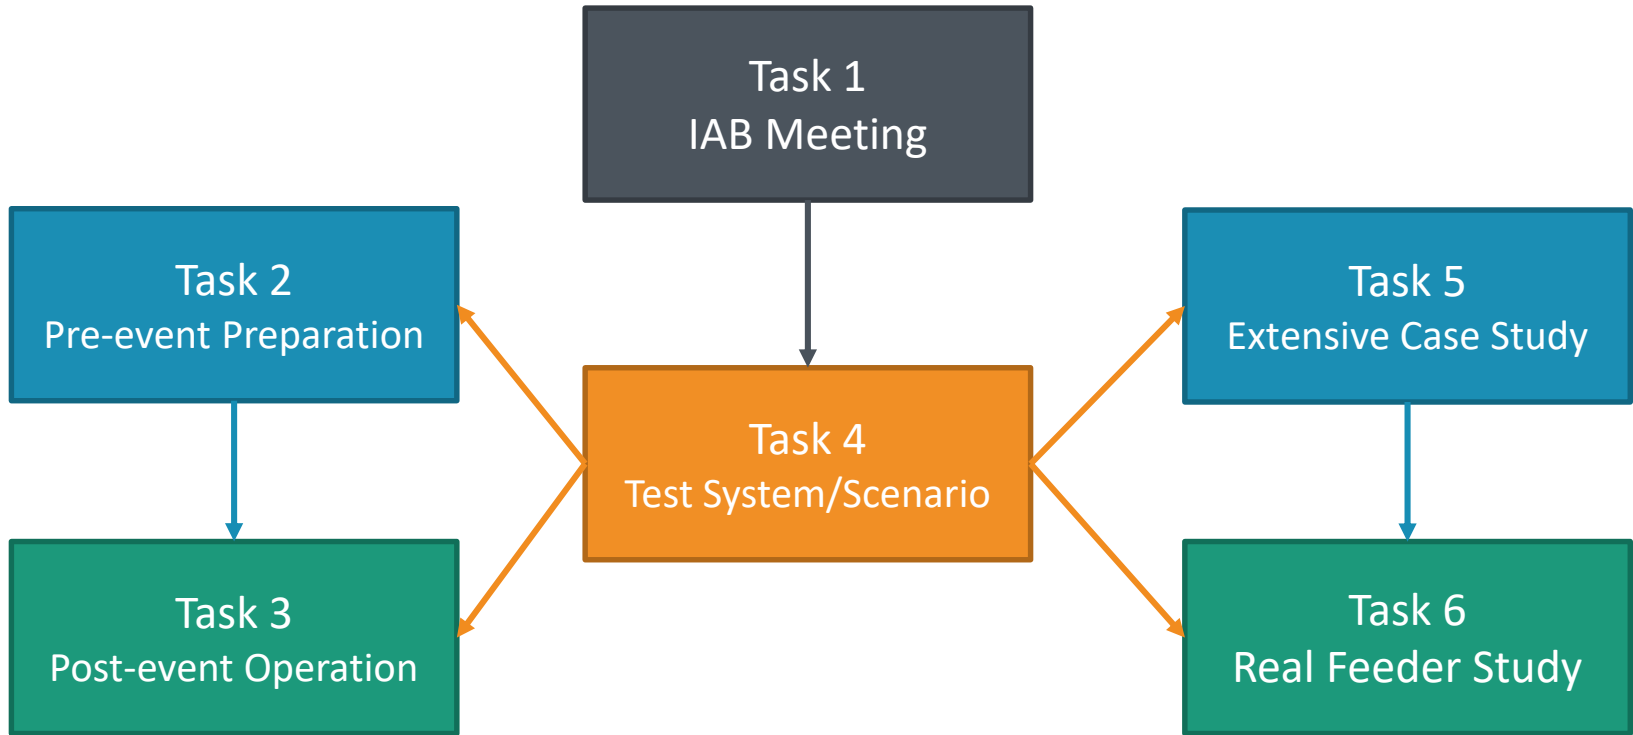 Task 1
IAB Meeting
Task 2
Pre-event Preparation
Task 5
Extensive Case Study
Task 4
Test System/Scenario
Task 3
Post-event Operation
Task 6
Real Feeder Study